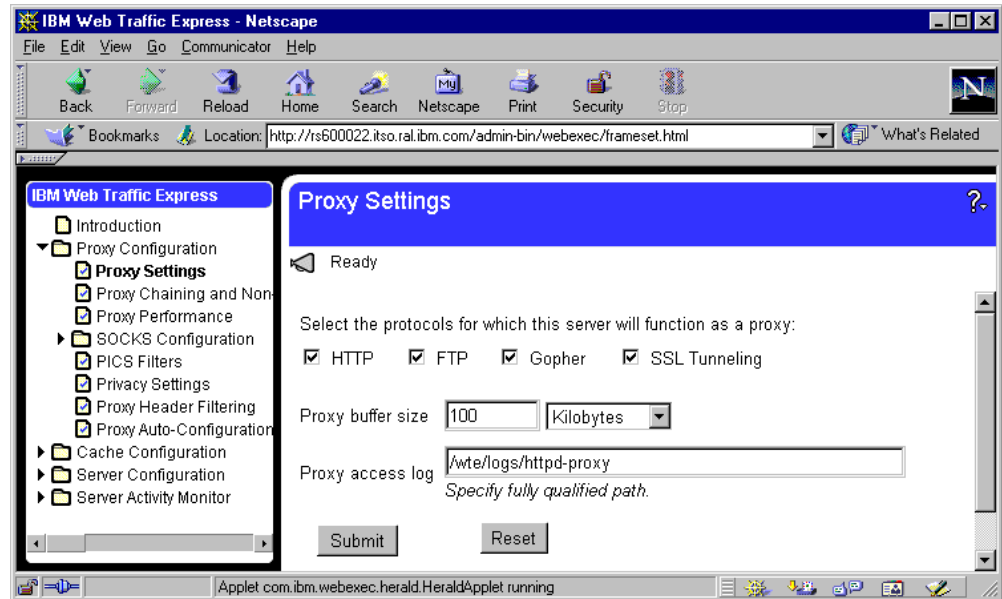 IBM Web Traffic Express - Netscape
File Edit View Go Communicator Help
Back Forward Reload Home Search Netscape Print Security Stop
My
N
Bookmarks Location: http://rs600022.itso.ral.ibm.com/admin-bin/webexec/frameset.html What's Related
IBM Web Traffic Express
Introduction
Proxy Configuration
Proxy Settings
Proxy Chaining and Non-
Proxy Performance
SOCKS Configuration
PICS Filters
Privacy Settings
Proxy Header Filtering
Proxy Auto-Configuration
Cache Configuration
Server Configuration
Server Activity Monitor
Proxy Settings ?
Ready
Select the protocols for which this server will function as a proxy:
HTTP FTP Gopher SSL Tunneling
Proxy buffer size 100 Kilobytes
Proxy access log /wte/logs/httpd-proxy
Specify fully qualified path.
Submit Reset
Applet com.ibm.webexec.herald.HeraldApplet running